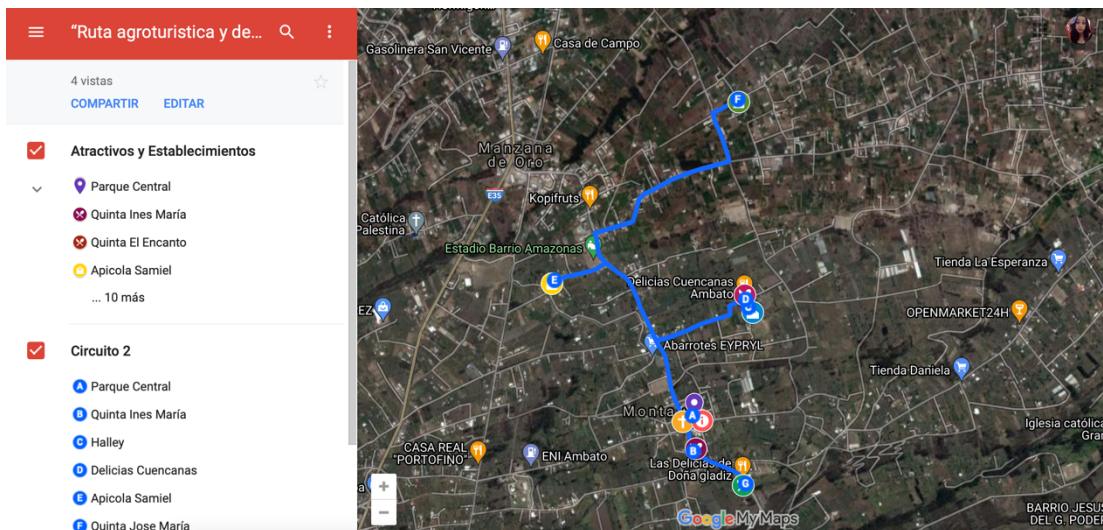 “Ruta agroturistica y de...
4 vistas
COMPARTIR EDITAR
Atractivos y Establecimientos
Parque Central
Quinta Ines María
Quinta El Encanto
Apicola Samiel
... 10 más
Circuito 2
A Parque Central
B Quinta Ines María
C Halley
D Delicias Cuencanas
E Apicola Samiel
F Quinta Jose María
Gasolinera San Vicente
Casa de Campo
F
Manzana
de Oro
E35
Kopifruts
Católica
Palestina
Estadio Barrio Amazonas
Tienda La Esperanza
E
Delicias Cuencanas
Ambato
D
EZ
OPENMARKET24H
Abarrotes EYPRYL
Tienda Daniela
Monta
A
Iglesia católica
Gran
CASA REAL
"PORTOFINO"
ENI Ambato
B
Las Delicias de
Doña gladiz
G
a
BARRIO JESUS
DEL G. PODER
+
−
Google My Maps